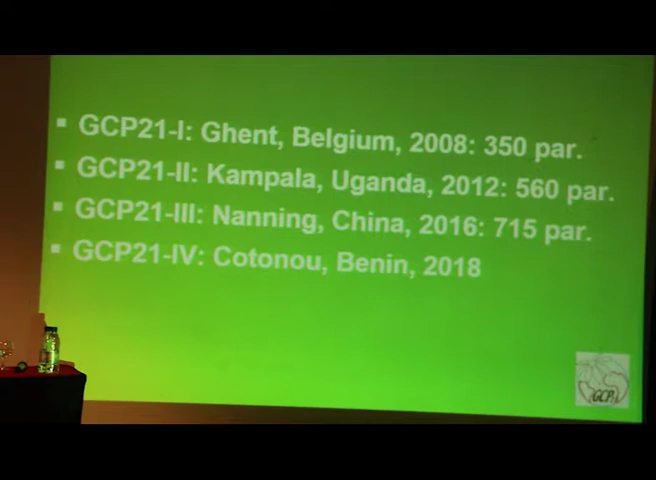 ▪ GCP21-I: Ghent, Belgium, 2008: 350 par.
▪ GCP21-II: Kampala, Uganda, 2012: 560 par.
▪ GCP21-III: Nanning, China, 2016: 715 par.
▪ GCP21-IV: Cotonou, Benin, 2018
GCP21